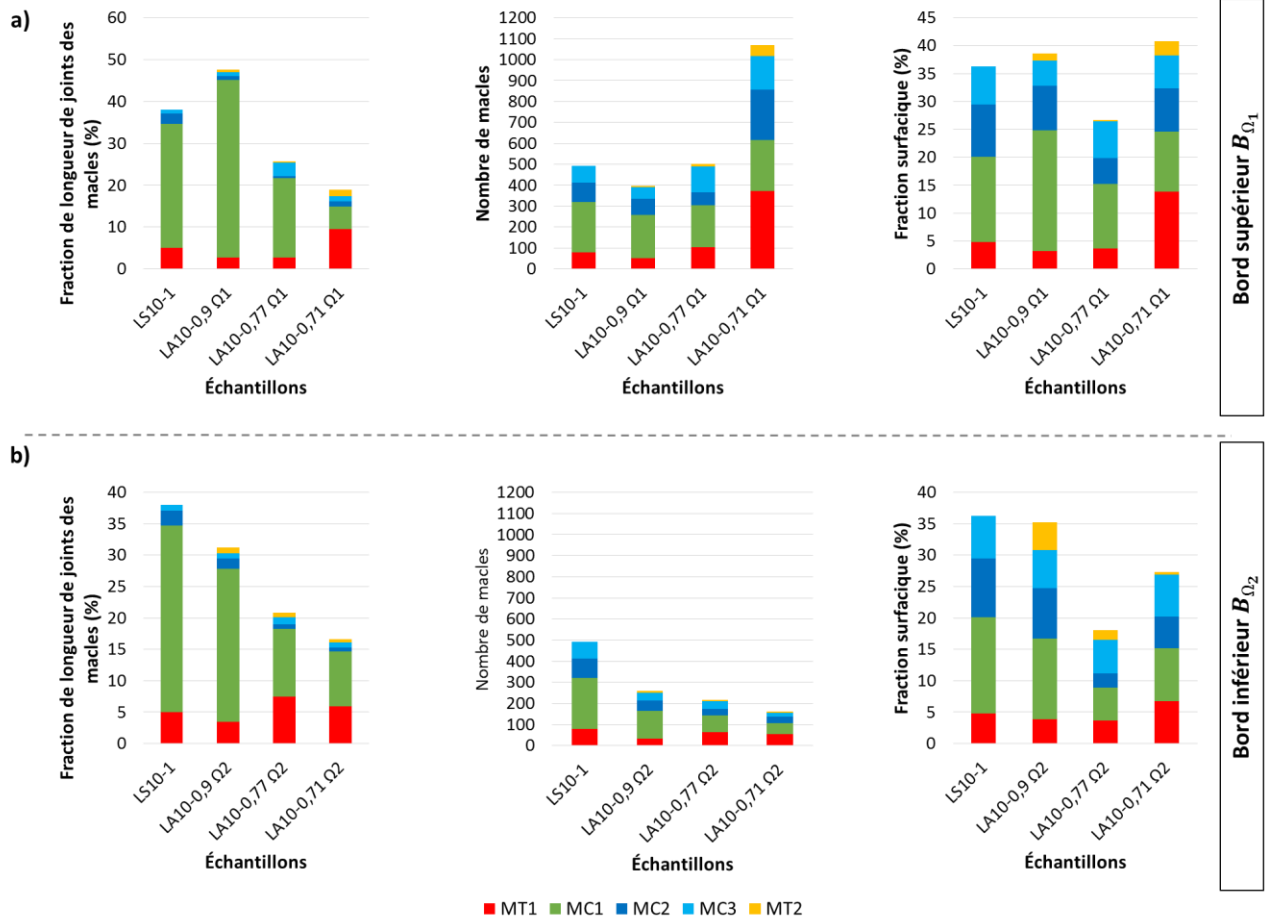 a)
Fraction de longueur de joints des
macles (%)
60
50
40
30
20
10
0
LS10-1
LA10-0,9 Ω1
LA10-0,77 Ω1
LA10-0,71 Ω1
Échantillons
Nombre de macles
1200
1100
1000
900
800
700
600
500
400
300
200
100
0
LS10-1
LA10-0,9 Ω1
LA10-0,77 Ω1
LA10-0,71 Ω1
Échantillons
Fraction surfacique (%)
45
40
35
30
25
20
15
10
5
0
LS10-1
LA10-0,9 Ω1
LA10-0,77 Ω1
LA10-0,71 Ω1
Échantillons
Bord supérieur B_Ω1
b)
Fraction de longueur de joints des
macles (%)
40
35
30
25
20
15
10
5
0
LS10-1
LA10-0,9 Ω2
LA10-0,77 Ω2
LA10-0,71 Ω2
Échantillons
Nombre de macles
1200
1100
1000
900
800
700
600
500
400
300
200
100
0
LS10-1
LA10-0,9 Ω2
LA10-0,77 Ω2
LA10-0,71 Ω2
Échantillons
Fraction surfacique (%)
40
35
30
25
20
15
10
5
0
LS10-1
LA10-0,9 Ω2
LA10-0,77 Ω2
LA10-0,71 Ω2
Échantillons
Bord inférieur B_Ω2
MT1 MC1 MC2 MC3 MT2